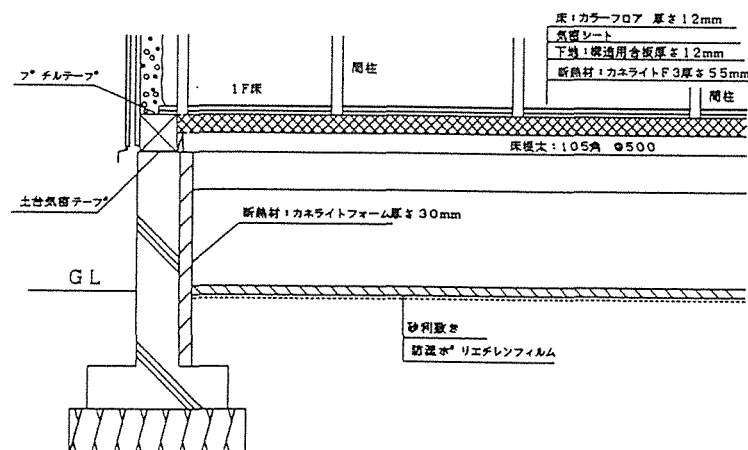 床：カラーフロア 厚さ12mm
気密シート
下地：構造用合板厚さ12mm
断熱材：カネライトF3厚さ55mm
間柱
間柱
ブチルテープ
1F床
床根太：105角 @500
土台気密テープ
断熱材：カネライトフォーム厚さ30mm
GL
砂利敷き
防湿ポリエチレンフィルム